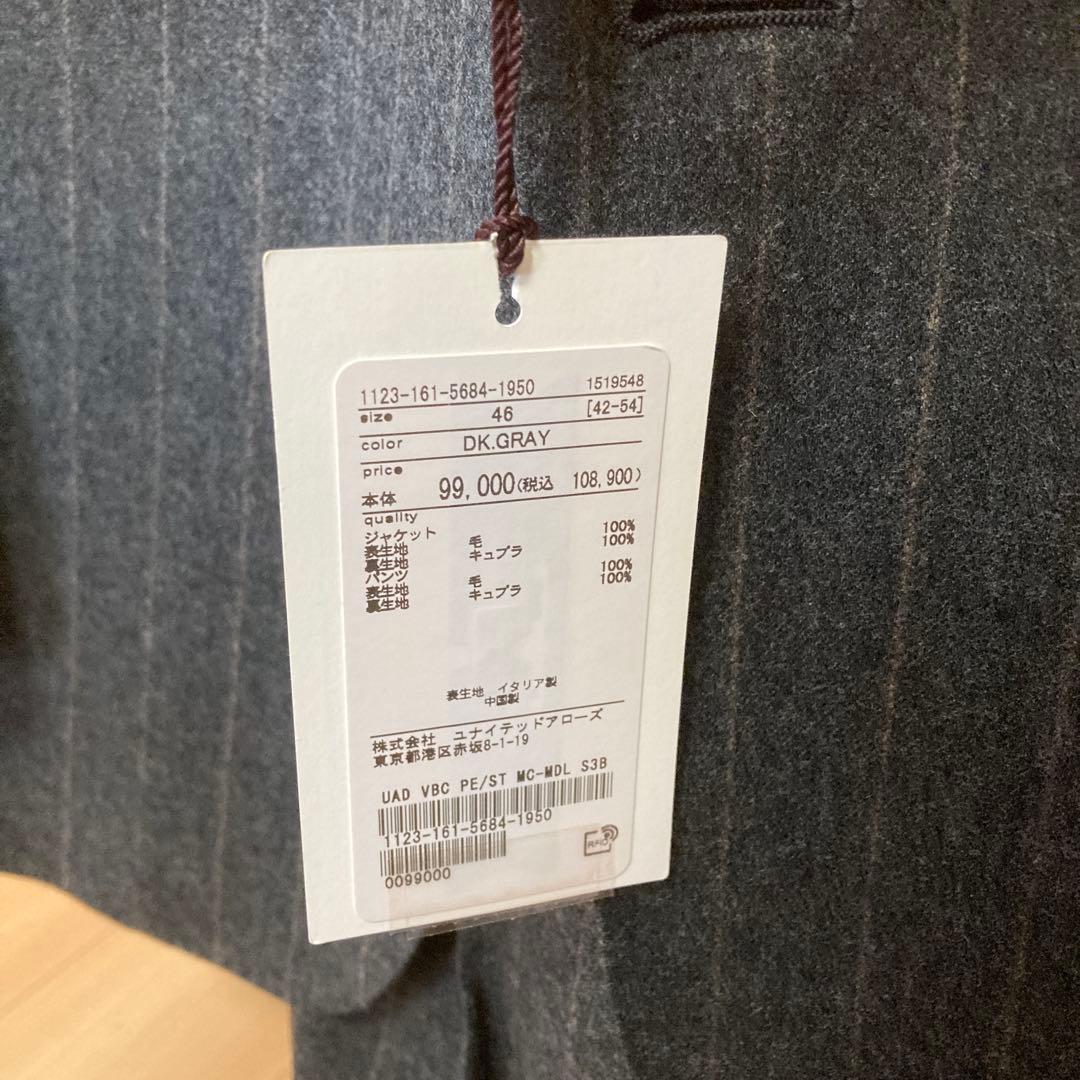 1123-161-5684-1950 1519548
size 46 [42-54]
color DK.GRAY
price
本体 99,000(税込 108,900)
quality
ジャケット
表生地 毛 100%
裏生地 キュプラ 100%
パンツ
表生地 毛 100%
裏生地 キュプラ 100%
表生地 イタリア製
中国製
株式会社 ユナイテッドアローズ
東京都港区赤坂8-1-19
UAD VBC PE/ST MC-MDL S3B
1123-161-5684-1950
RFID
0099000